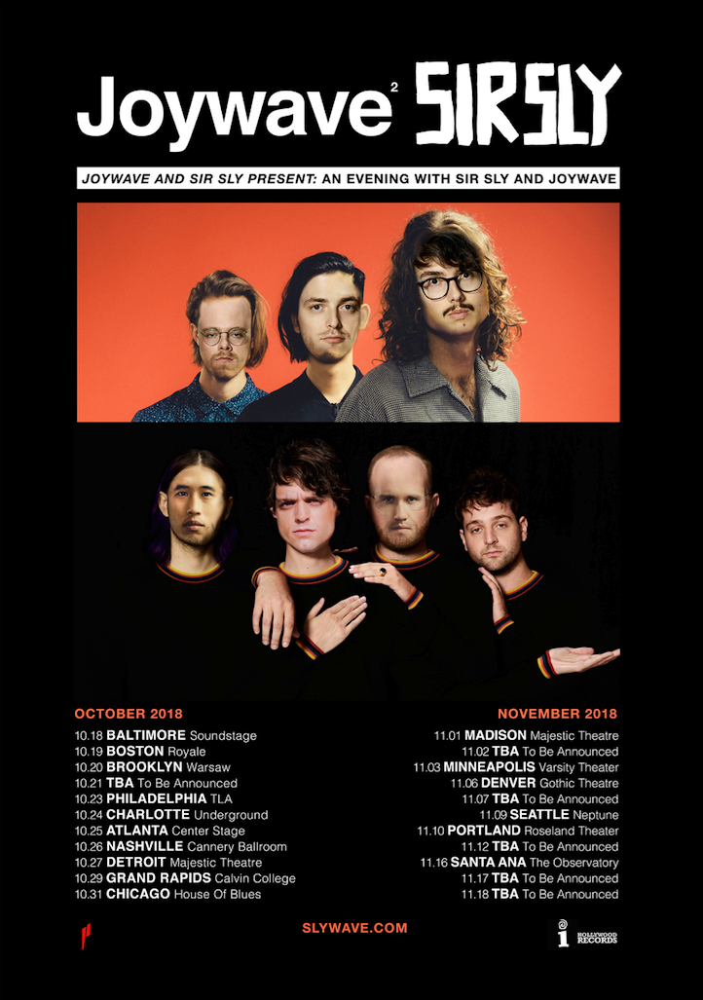 Joywave² SIR SLY
JOYWAVE AND SIR SLY PRESENT: AN EVENING WITH SIR SLY AND JOYWAVE
OCTOBER 2018
10.18 BALTIMORE Soundstage
10.19 BOSTON Royale
10.20 BROOKLYN Warsaw
10.21 TBA To Be Announced
10.23 PHILADELPHIA TLA
10.24 CHARLOTTE Underground
10.25 ATLANTA Center Stage
10.26 NASHVILLE Cannery Ballroom
10.27 DETROIT Majestic Theatre
10.29 GRAND RAPIDS Calvin College
10.31 CHICAGO House Of Blues
NOVEMBER 2018
11.01 MADISON Majestic Theatre
11.02 TBA To Be Announced
11.03 MINNEAPOLIS Varsity Theater
11.06 DENVER Gothic Theatre
11.07 TBA To Be Announced
11.09 SEATTLE Neptune
11.10 PORTLAND Roseland Theater
11.12 TBA To Be Announced
11.16 SANTA ANA The Observatory
11.17 TBA To Be Announced
11.18 TBA To Be Announced
SLYWAVE.COM
HOLLYWOOD
RECORDS